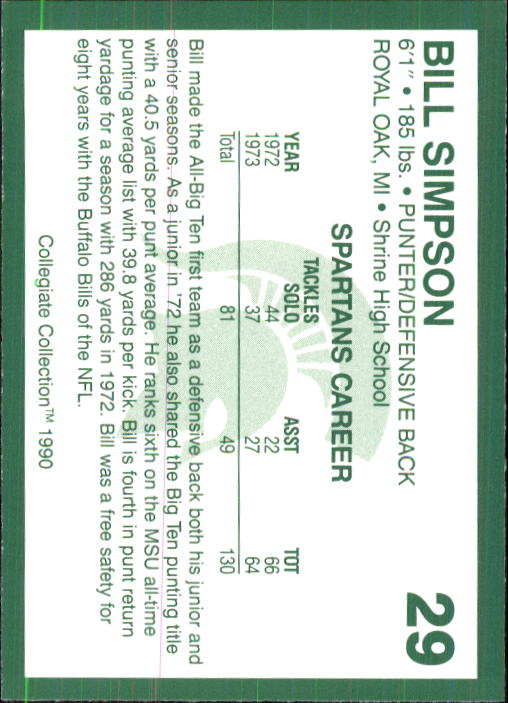 BILL SIMPSON 29
6'1" • 185 lbs. • PUNTER/DEFENSIVE BACK
ROYAL OAK, MI • Shrine High School
SPARTANS CAREER
TACKLES
YEAR SOLO ASST TOT
1972 44 22 66
1973 37 27 64
Total 81 49 130
Bill made the All-Big Ten first team as a defensive back both his junior and
senior seasons. As a junior in '72 he also shared the Big Ten punting title
with a 40.5 yards per punt average. He ranks sixth on the MSU all-time
punting average list with 39.8 yards per kick. Bill is fourth in punt return
yardage for a season with 286 yards in 1972. Bill was a free safety for
eight years with the Buffalo Bills of the NFL.
Collegiate Collection™ 1990